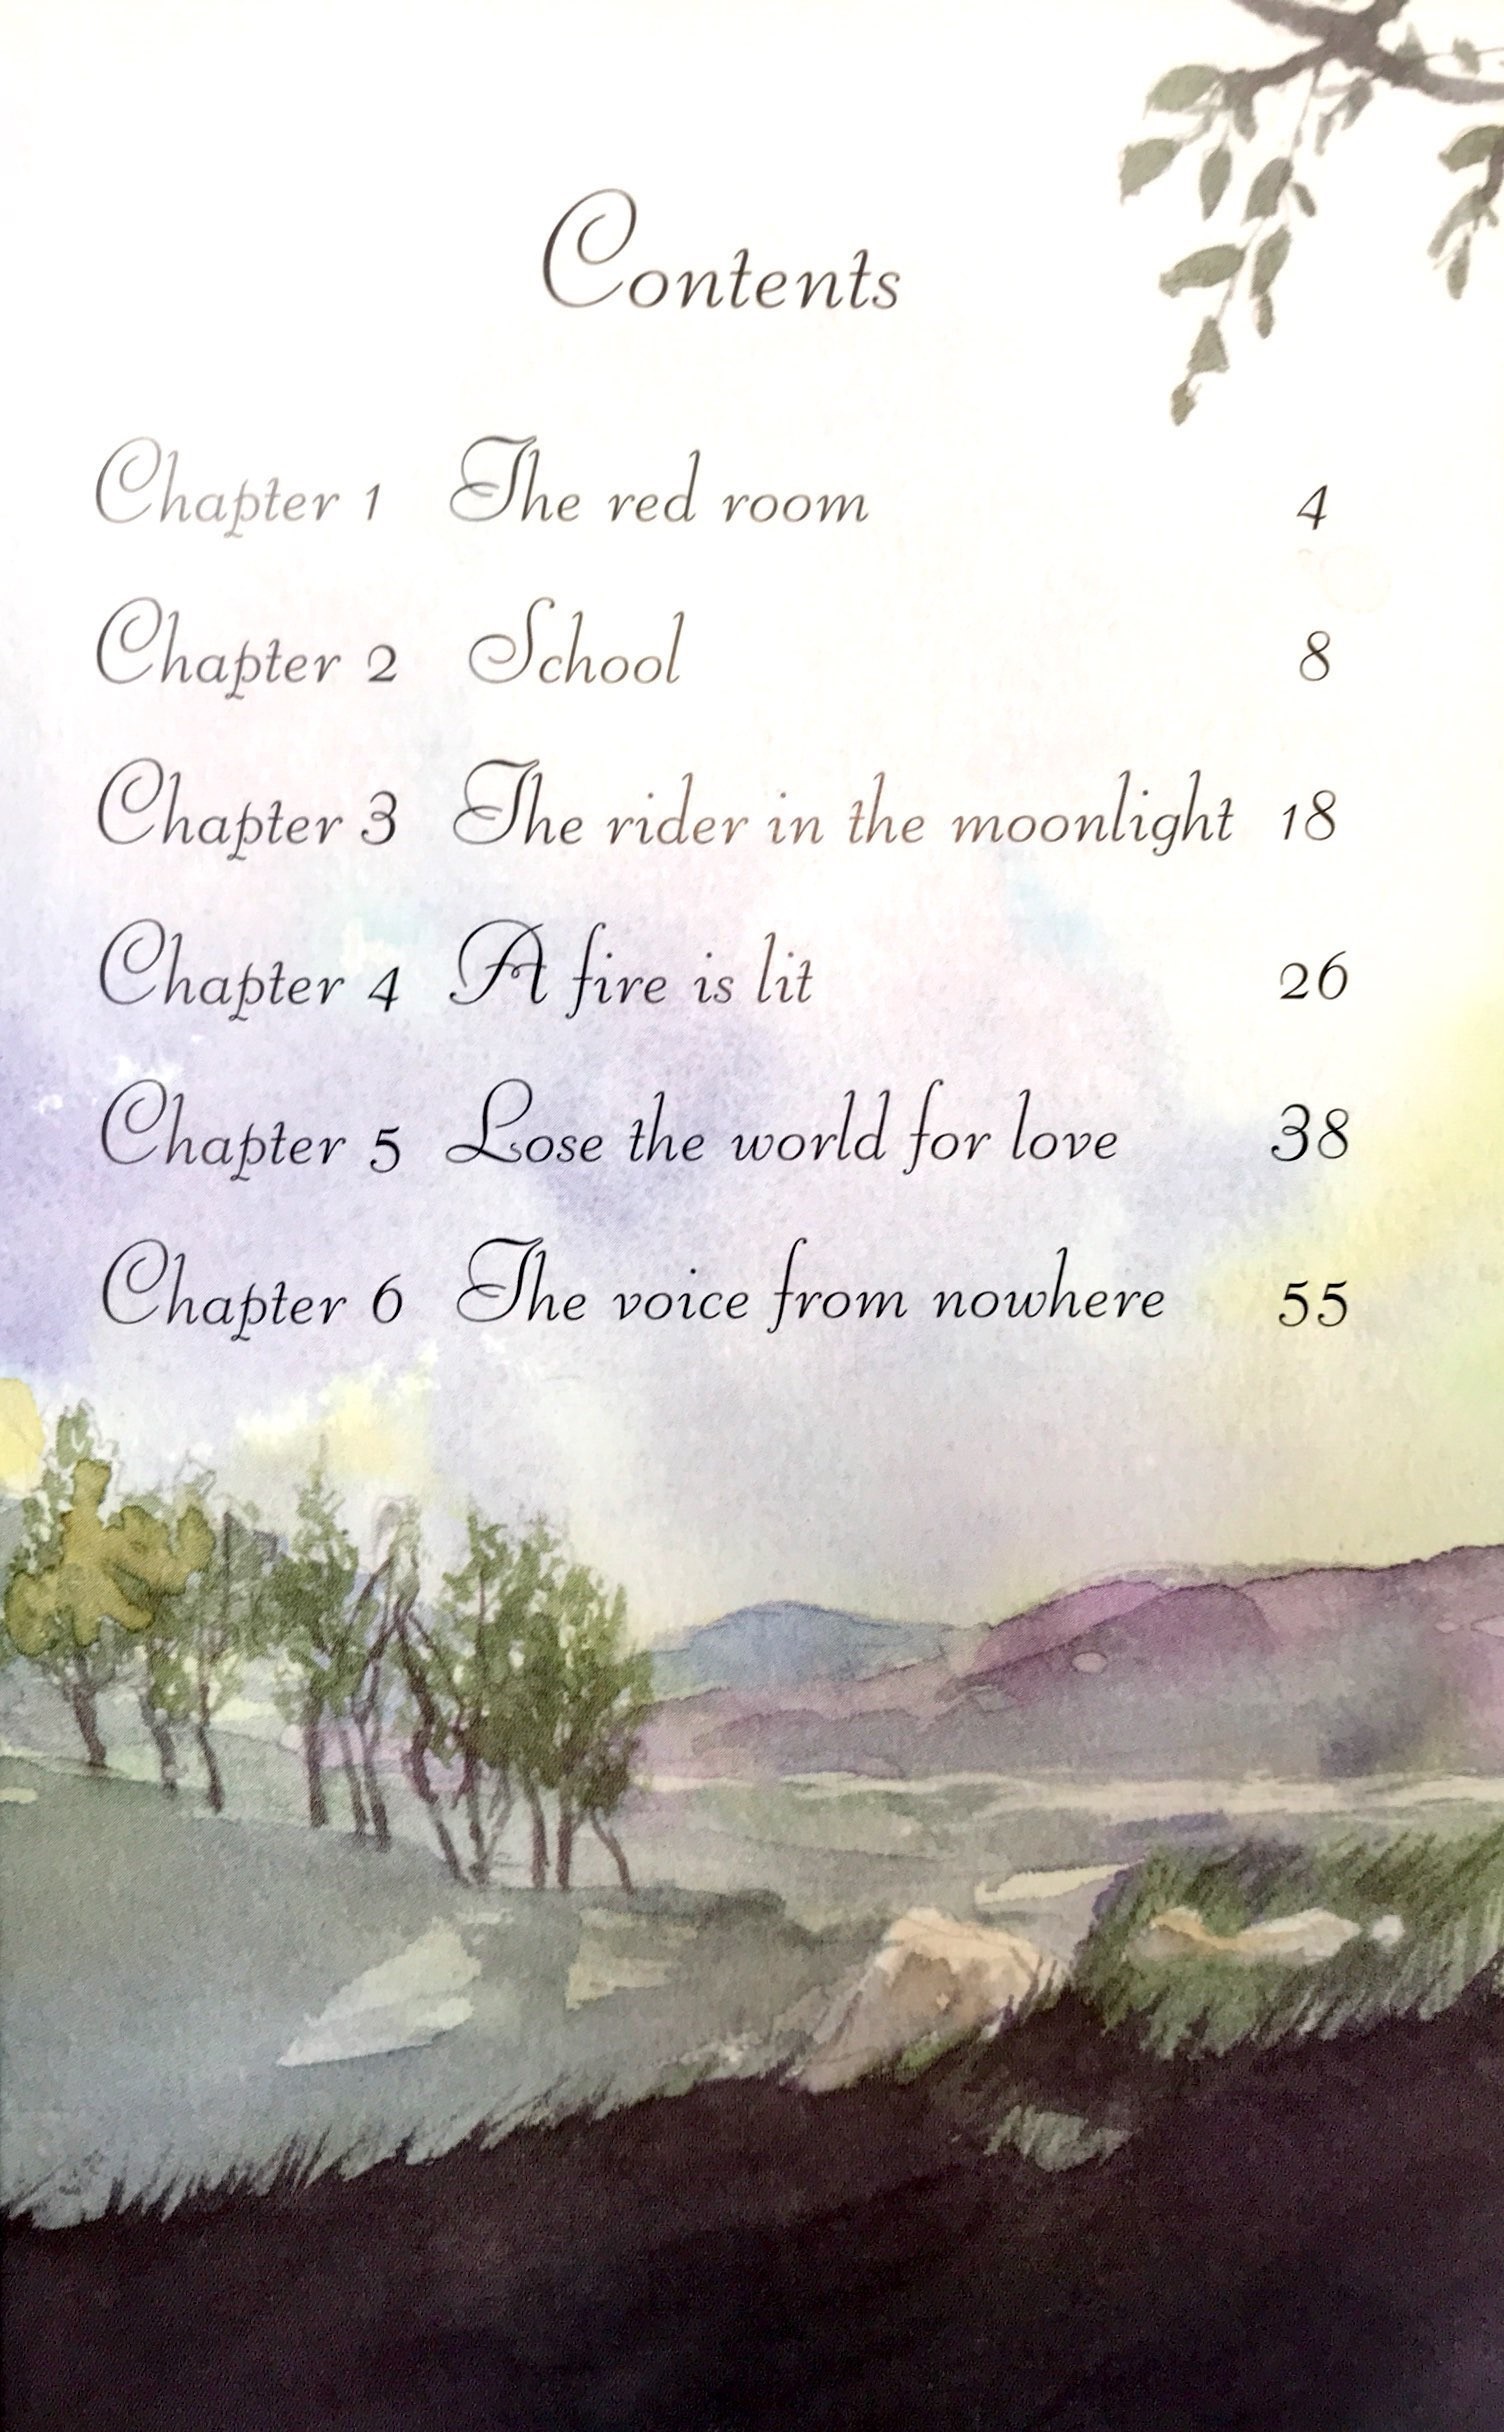 Contents
Chapter 1 The red room 4
Chapter 2 School 8
Chapter 3 The rider in the moonlight 18
Chapter 4 A fire is lit 26
Chapter 5 Lose the world for love 38
Chapter 6 The voice from nowhere 55